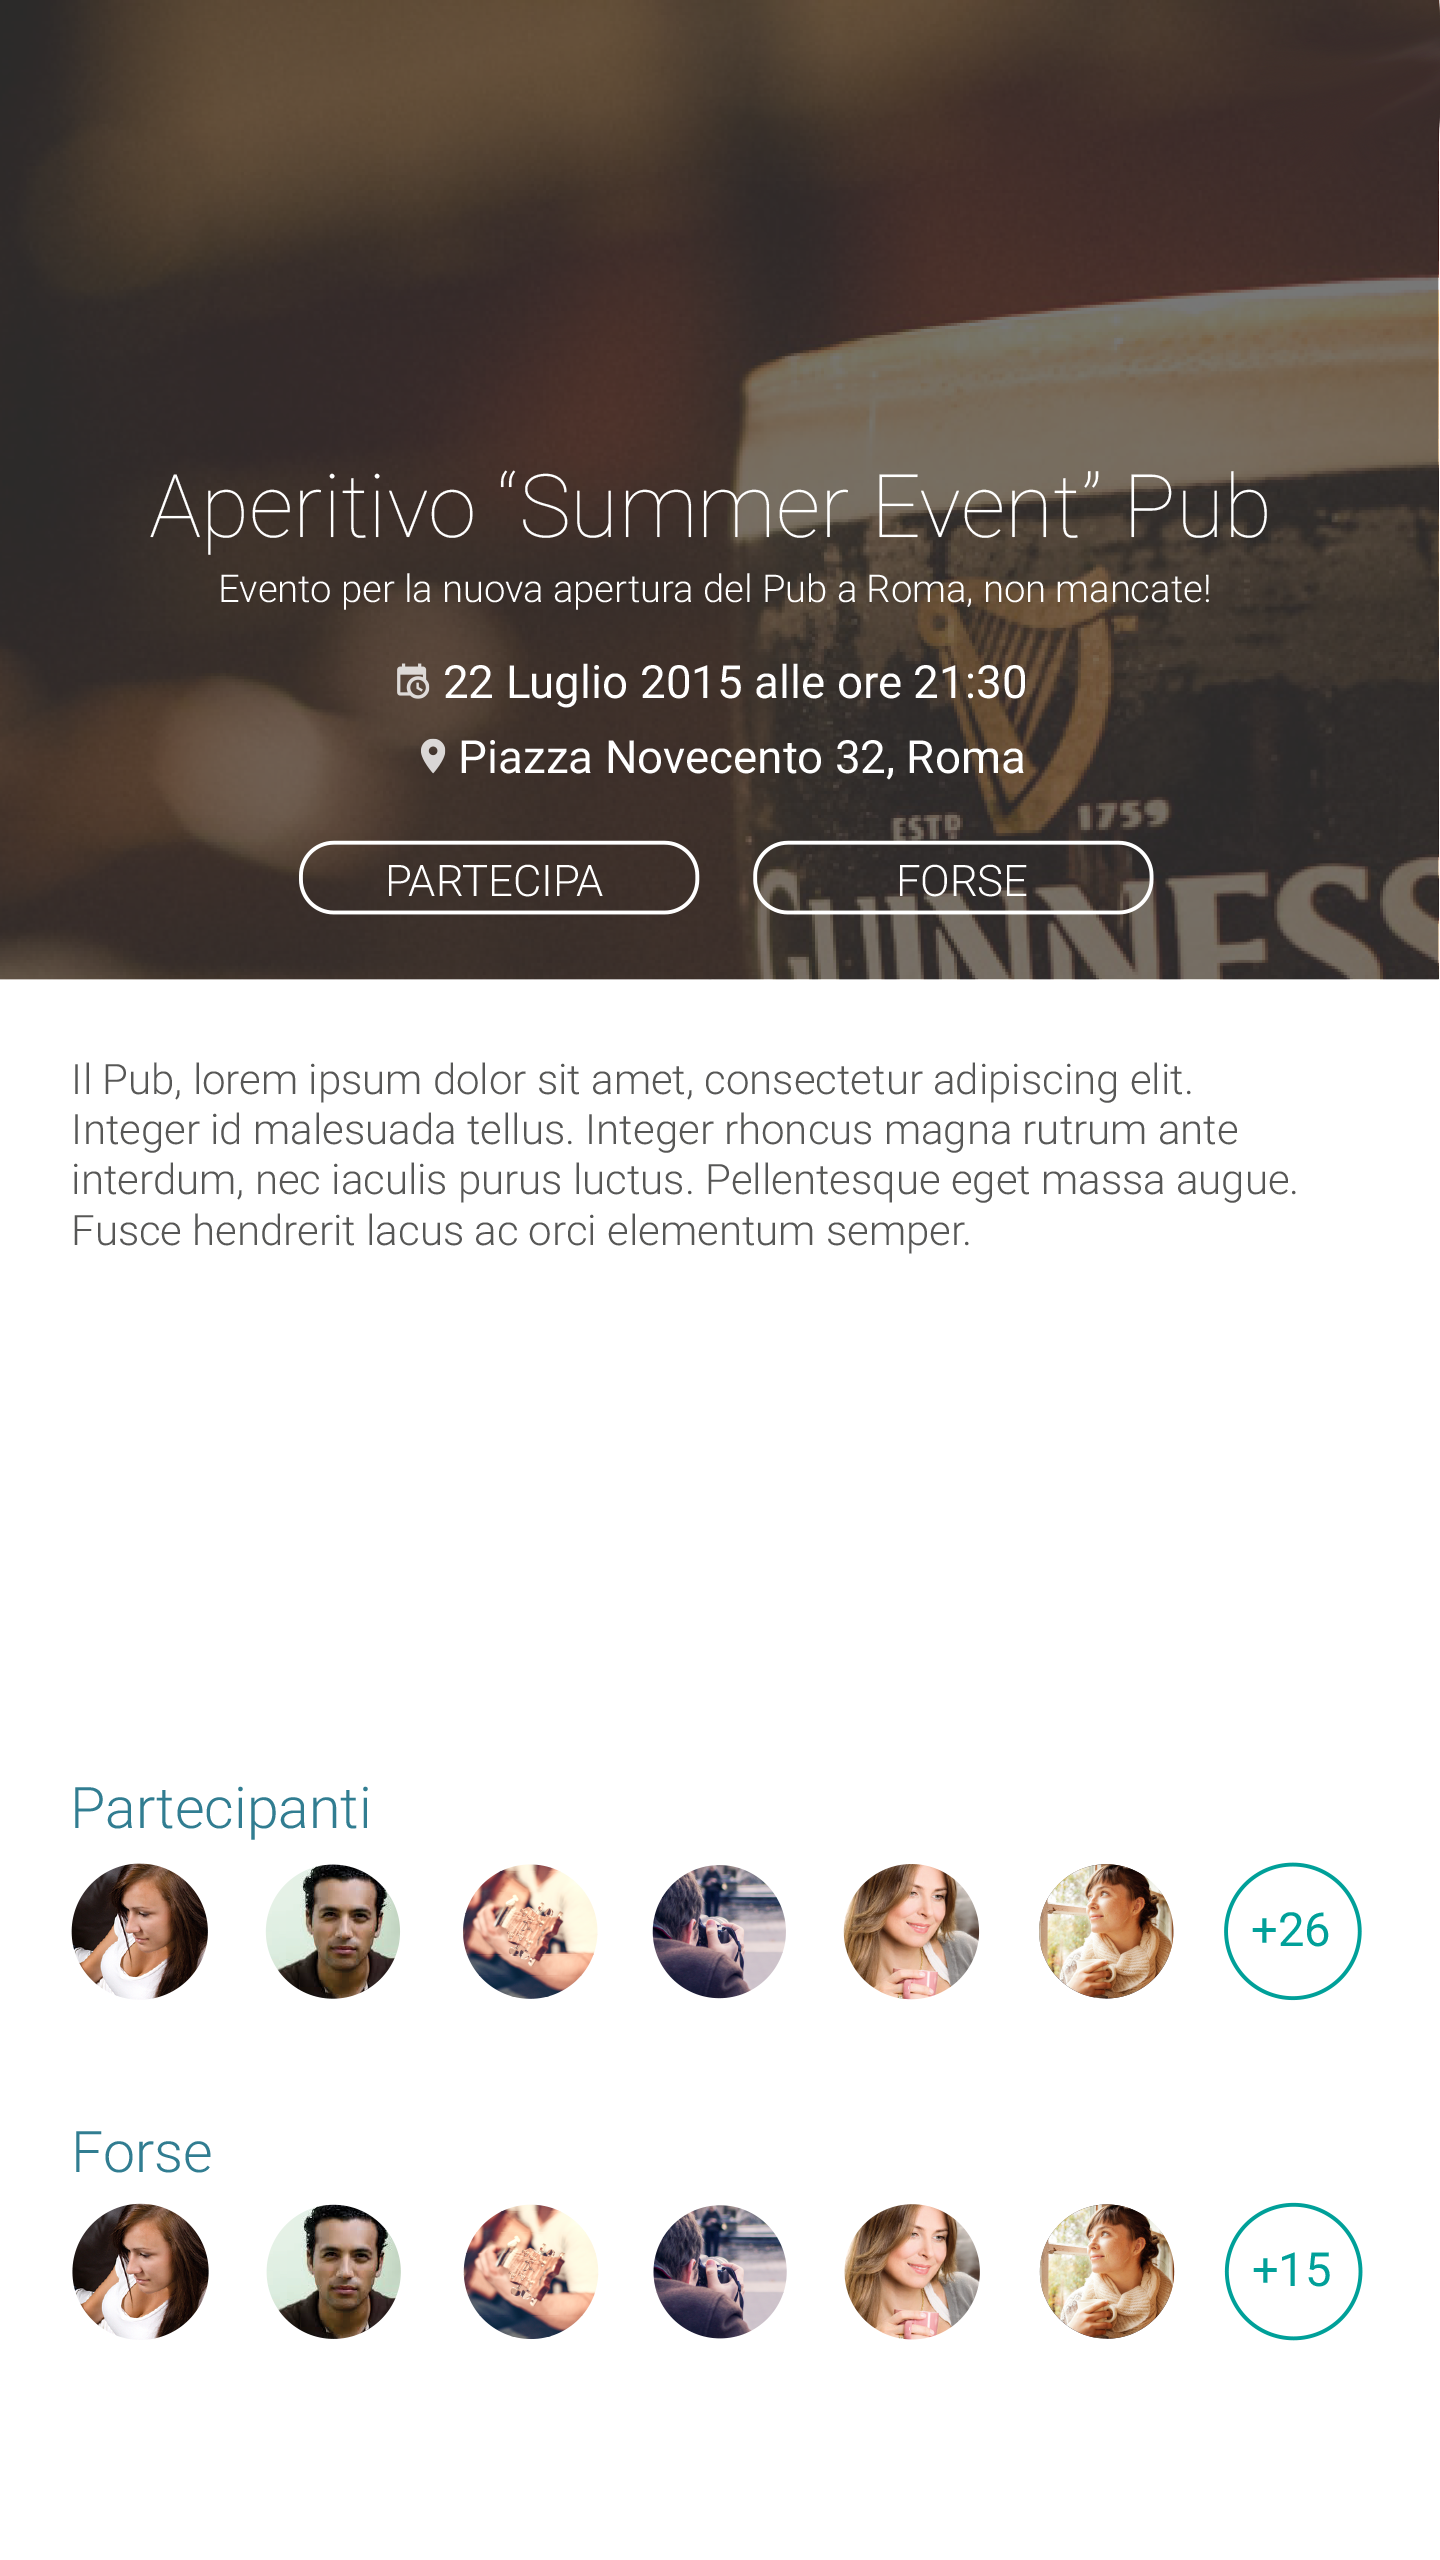 Aperitivo “Summer Event” Pub
Evento per la nuova apertura del Pub a Roma, non mancate!
22 Luglio 2015 alle ore 21:30
Piazza Novecento 32, Roma
ESTD 1759
PARTECIPA FORSE
GUINNESS
Il Pub, lorem ipsum dolor sit amet, consectetur adipiscing elit.
Integer id malesuada tellus. Integer rhoncus magna rutrum ante
interdum, nec iaculis purus luctus. Pellentesque eget massa augue.
Fusce hendrerit lacus ac orci elementum semper.
Partecipanti
+26
Forse
+15